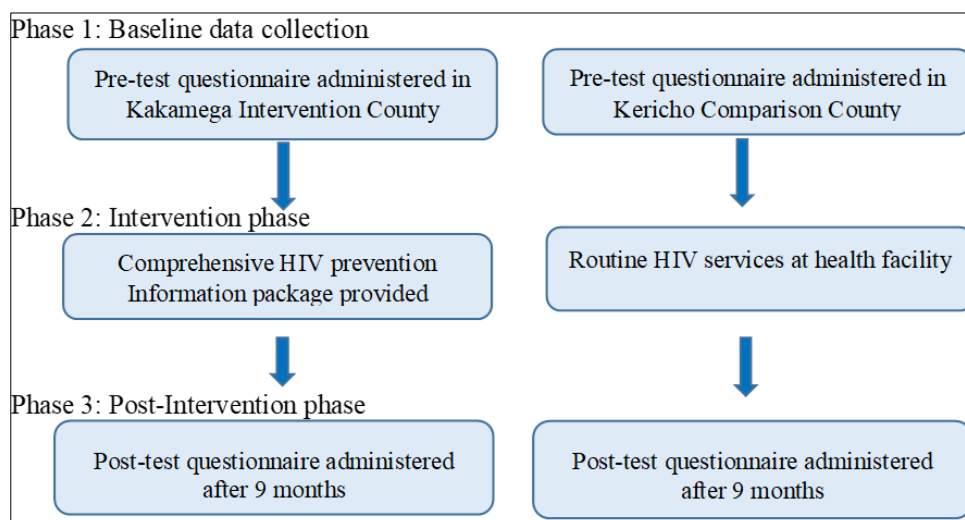 Phase 1: Baseline data collection
Pre-test questionnaire administered in
Kakamega Intervention County
Pre-test questionnaire administered in
Kericho Comparison County
Phase 2: Intervention phase
Comprehensive HIV prevention
Information package provided
Routine HIV services at health facility
Phase 3: Post-Intervention phase
Post-test questionnaire administered
after 9 months
Post-test questionnaire administered
after 9 months